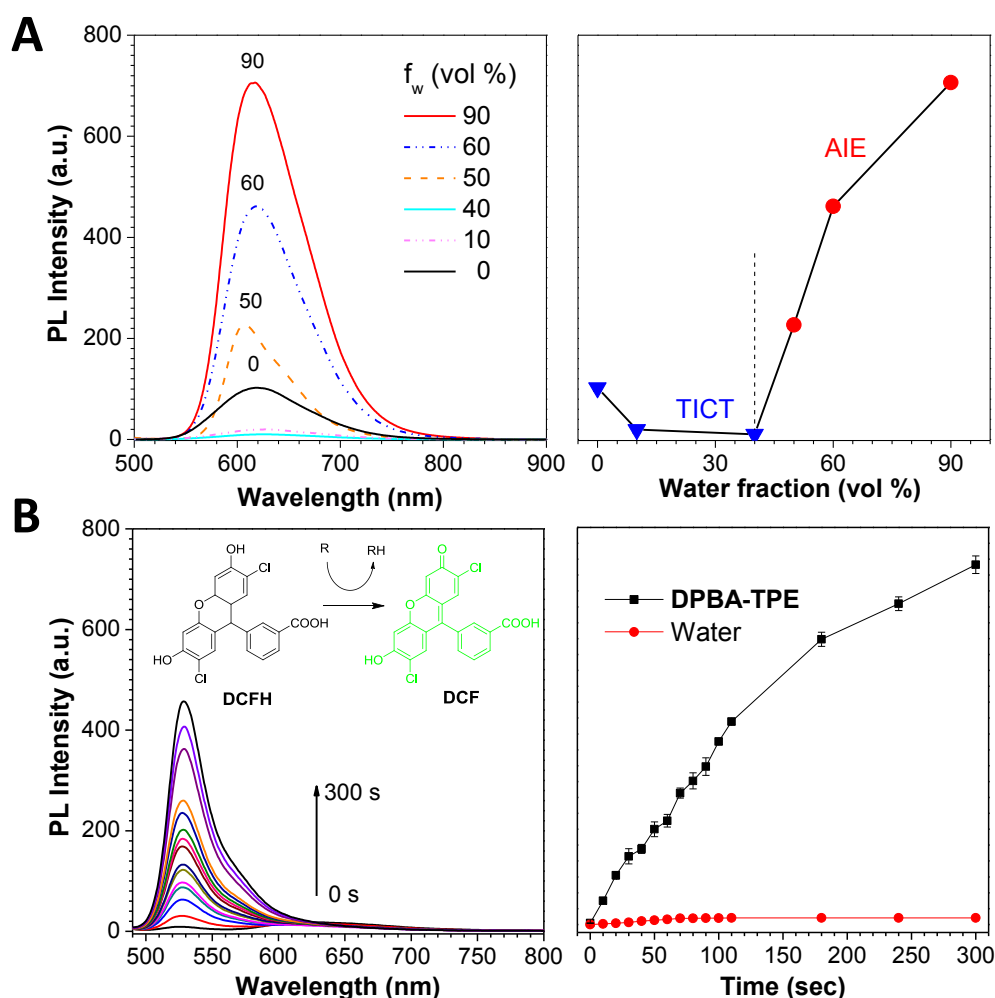 A
800
600
400
200
0
PL Intensity (a.u.)
500 600 700 800 900
Wavelength (nm)
90
60
50
0
f_w (vol %)
90
60
50
40
10
0
AIE
TICT
0 30 60 90
Water fraction (vol %)
B
800
600
400
200
0
PL Intensity (a.u.)
500 550 600 650 700 750 800
Wavelength (nm)
OH
Cl
O
COOH
HO
Cl
DCFH
R
RH
O
Cl
O
COOH
HO
Cl
DCF
300 s
0 s
DPBA-TPE
Water
0 50 100 150 200 250 300
Time (sec)